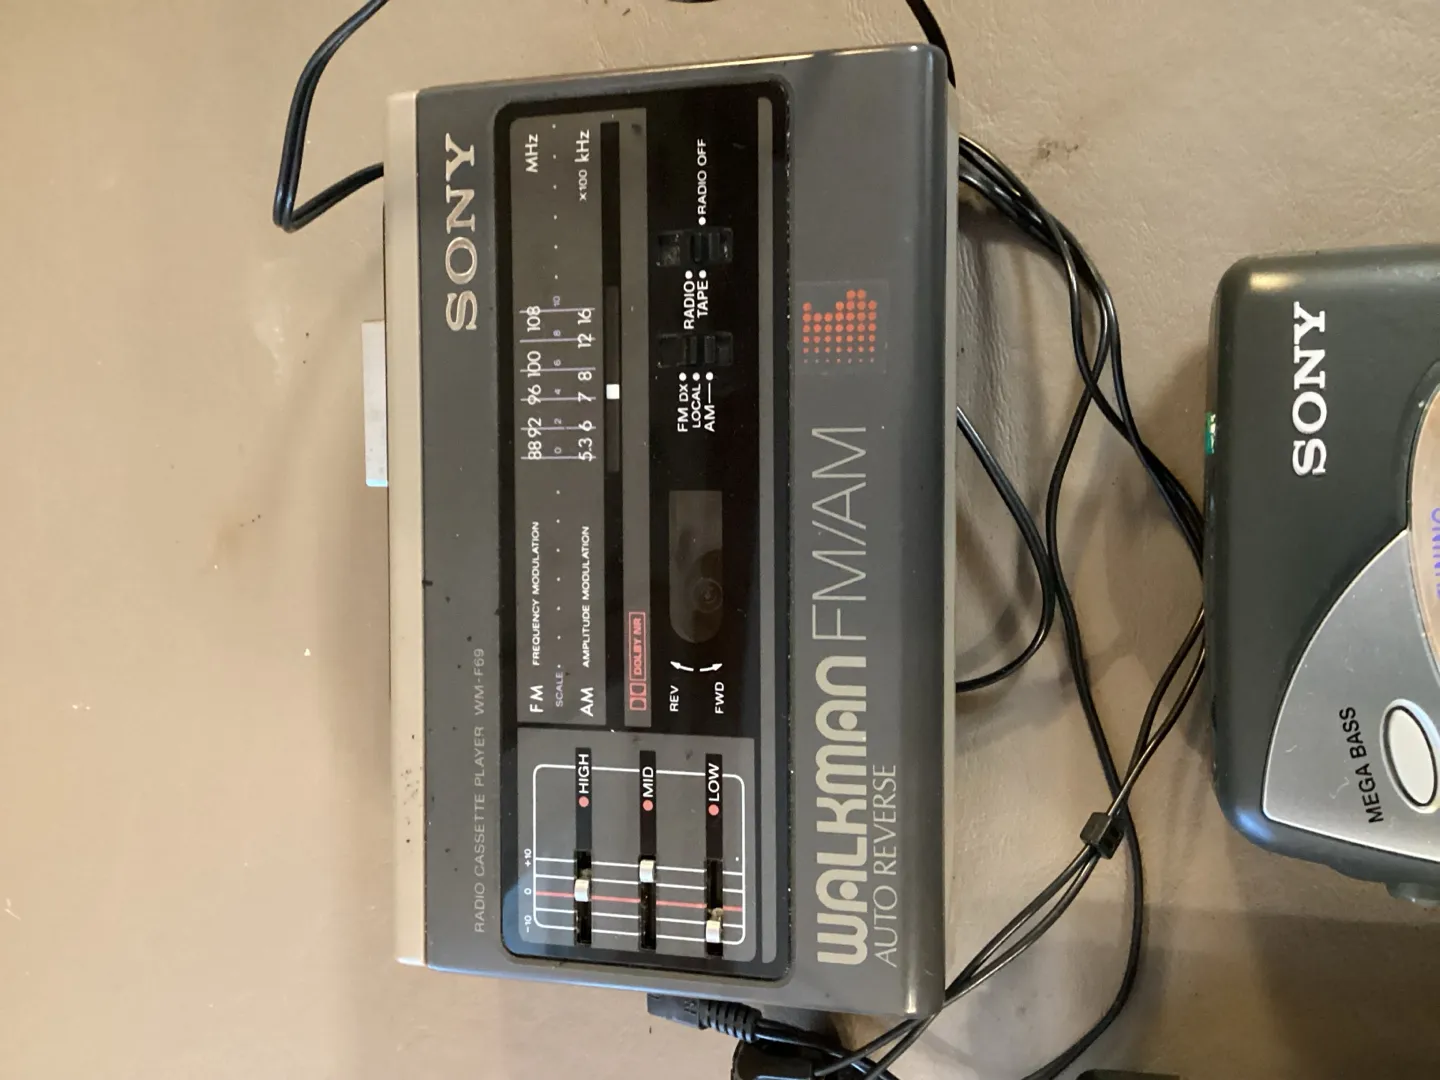 SONY
RADIO CASSETTE PLAYER WM-F69
-10 0 +10
HIGH
MID
LOW
FM FREQUENCY MODULATION 88 92 96 100 108 MHz
SCALE 0 2 4 6 8 10
AM AMPLITUDE MODULATION 5.3 6 7 8 12 16 x100 kHz
DOLBY NR
REV
FWD
FM DX
LOCAL
AM
RADIO
TAPE
RADIO OFF
WALKMAN FM/AM
AUTO REVERSE
SONY
TUNING
MEGA BASS